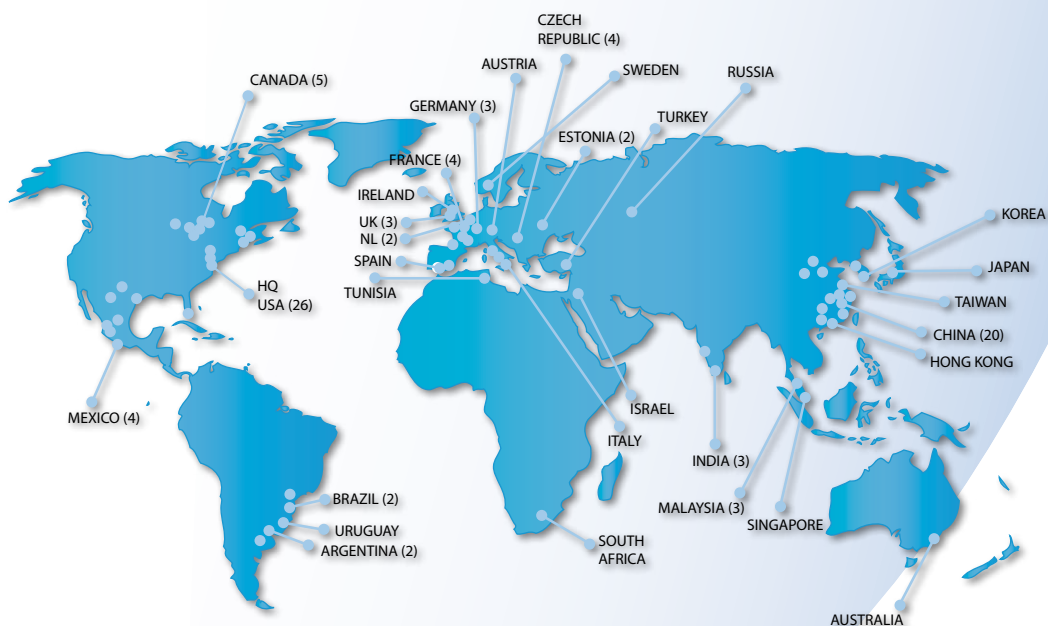 CZECH
REPUBLIC (4)
AUSTRIA
SWEDEN
RUSSIA
CANADA (5)
GERMANY (3)
TURKEY
ESTONIA (2)
FRANCE (4)
IRELAND
UK (3)
NL (2)
SPAIN
TUNISIA
HQ
USA (26)
KOREA
JAPAN
TAIWAN
CHINA (20)
HONG KONG
MEXICO (4)
ISRAEL
ITALY
INDIA (3)
MALAYSIA (3)
SINGAPORE
BRAZIL (2)
URUGUAY
ARGENTINA (2)
SOUTH
AFRICA
AUSTRALIA